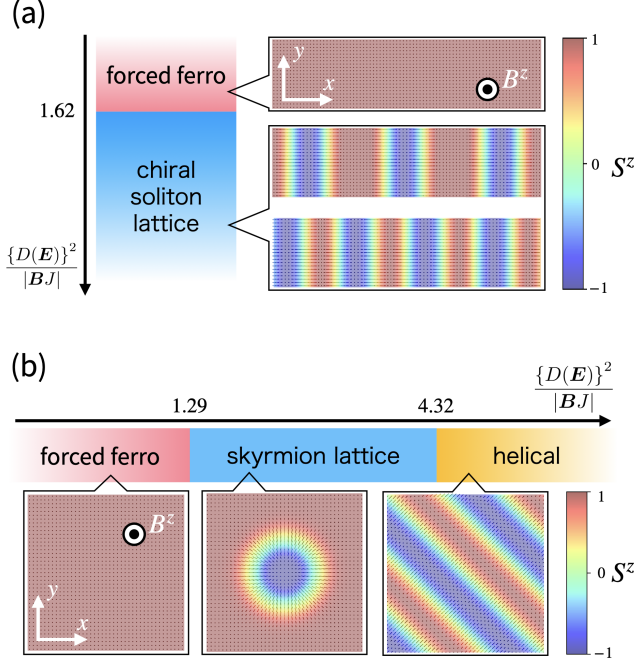 (a)
forced ferro
y
x
B^z
1.62
chiral
soliton
lattice
{D(E)}^2
|BJ|
1
0
−1
S^z
(b)
{D(E)}^2
|BJ|
1.29
4.32
forced ferro
skyrmion lattice
helical
B^z
y
x
1
0
−1
S^z